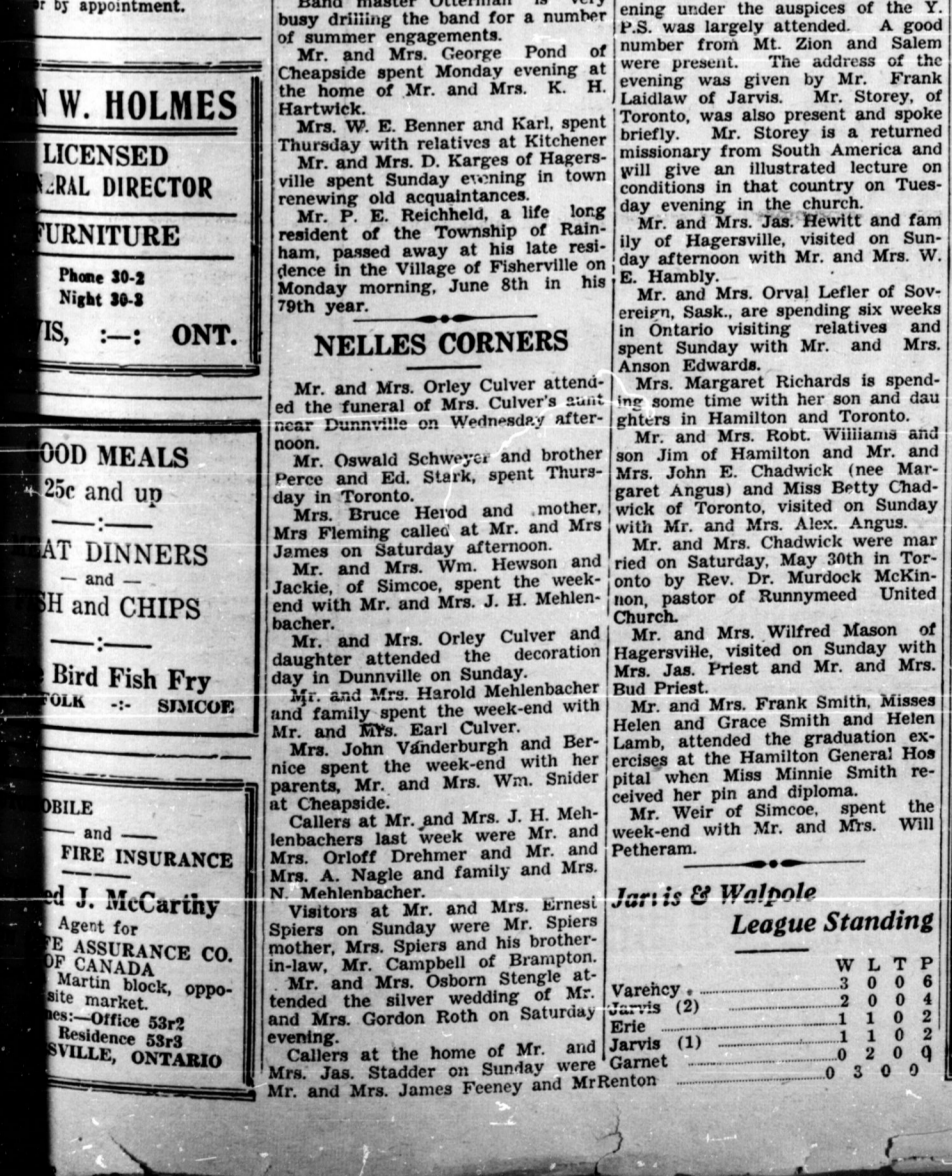 by appointment.
W. HOLMES
LICENSED
DIRECTOR
FURNITURE
Phone 30-2
Night 30-3
:—: ONT.
MEALS
25c and up
—:—
DINNERS
— and —
and CHIPS
—:—
Bird Fish Fry
-:- SIMCOE
— and —
FIRE INSURANCE
J. McCarthy
Agent for
ASSURANCE CO.
OF CANADA
Martin block, oppo-
site market.
Office 53r2
Residence 53r3
ONTARIO
Band master Otterman is very
busy driiiing the band for a number
of summer engagements.
Mr. and Mrs. George Pond of
Cheapside spent Monday evening at
the home of Mr. and Mrs. K. H.
Hartwick.
Mrs. W. E. Benner and Karl, spent
Thursday with relatives at Kitchener
Mr. and Mrs. D. Karges of Hagers-
ville spent Sunday evening in town
renewing old acquaintances.
Mr. P. E. Reichheld, a life long
resident of the Township of Rain-
ham, passed away at his late resi-
dence in the Village of Fisherville on
Monday morning, June 8th in his
79th year.
NELLES CORNERS
Mr. and Mrs. Orley Culver attend-
ed the funeral of Mrs. Culver's aunt
near Dunnville on Wednesday after-
noon.
Mr. Oswald Schweyer and brother
Perce and Ed. Stark, spent Thurs-
day in Toronto.
Mrs. Bruce Herod and mother,
Mrs Fleming called at Mr. and Mrs
James on Saturday afternoon.
Mr. and Mrs. Wm. Hewson and
Jackie, of Simcoe, spent the week-
end with Mr. and Mrs. J. H. Mehlen-
bacher.
Mr. and Mrs. Orley Culver and
daughter attended the decoration
day in Dunnville on Sunday.
Mr. and Mrs. Harold Mehlenbacher
and family spent the week-end with
Mr. and Mrs. Earl Culver.
Mrs. John Vanderburgh and Ber-
nice spent the week-end with her
parents, Mr. and Mrs. Wm. Snider
at Cheapside.
Callers at Mr. and Mrs. J. H. Meh-
lenbachers last week were Mr. and
Mrs. Orloff Drehmer and Mr. and
Mrs. A. Nagle and family and Mrs.
N. Mehlenbacher.
Visitors at Mr. and Mrs. Ernest
Spiers on Sunday were Mr. Spiers
mother, Mrs. Spiers and his brother-
in-law, Mr. Campbell of Brampton.
Mr. and Mrs. Osborn Stengle at-
tended the silver wedding of Mr.
and Mrs. Gordon Roth on Saturday
evening.
Callers at the home of Mr. and
Mrs. Jas. Stadder on Sunday were
Mr. and Mrs. James Feeney and Mr
ening under the auspices of the Y.
P.S. was largely attended. A good
number from Mt. Zion and Salem
were present. The address of the
evening was given by Mr. Frank
Laidlaw of Jarvis. Mr. Storey, of
Toronto, was also present and spoke
briefly. Mr. Storey is a returned
missionary from South America and
will give an illustrated lecture on
conditions in that country on Tues-
day evening in the church.
Mr. and Mrs. Jas. Hewitt and fam
ily of Hagersville, visited on Sun-
day afternoon with Mr. and Mrs. W.
E. Hambly.
Mr. and Mrs. Orval Lefler of Sov-
ereign, Sask., are spending six weeks
in Ontario visiting relatives and
spent Sunday with Mr. and Mrs.
Anson Edwards.
Mrs. Margaret Richards is spend-
ing some time with her son and dau
ghters in Hamilton and Toronto.
Mr. and Mrs. Robt. Wiiiiams and
son Jim of Hamilton and Mr. and
Mrs. John E. Chadwick (nee Mar-
garet Angus) and Miss Betty Chad-
wick of Toronto, visited on Sunday
with Mr. and Mrs. Alex. Angus.
Mr. and Mrs. Chadwick were mar
ried on Saturday, May 30th in Tor-
onto by Rev. Dr. Murdock McKin-
non, pastor of Runnymeed United
Church.
Mr. and Mrs. Wilfred Mason of
Hagersville, visited on Sunday with
Mrs. Jas. Priest and Mr. and Mrs.
Bud Priest.
Mr. and Mrs. Frank Smith, Misses
Helen and Grace Smith and Helen
Lamb, attended the graduation ex-
ercises at the Hamilton General Hos
pital when Miss Minnie Smith re-
ceived her pin and diploma.
Mr. Weir of Simcoe, spent the
week-end with Mr. and Mrs. Will
Petheram.
Jarvis & Walpole
League Standing
W L T P
Varency 3 0 0 6
Jarvis (2) 2 0 0 4
Erie 1 1 0 2
Jarvis (1) 1 1 0 2
Garnet 0 2 0 0
Renton 0 3 0 0